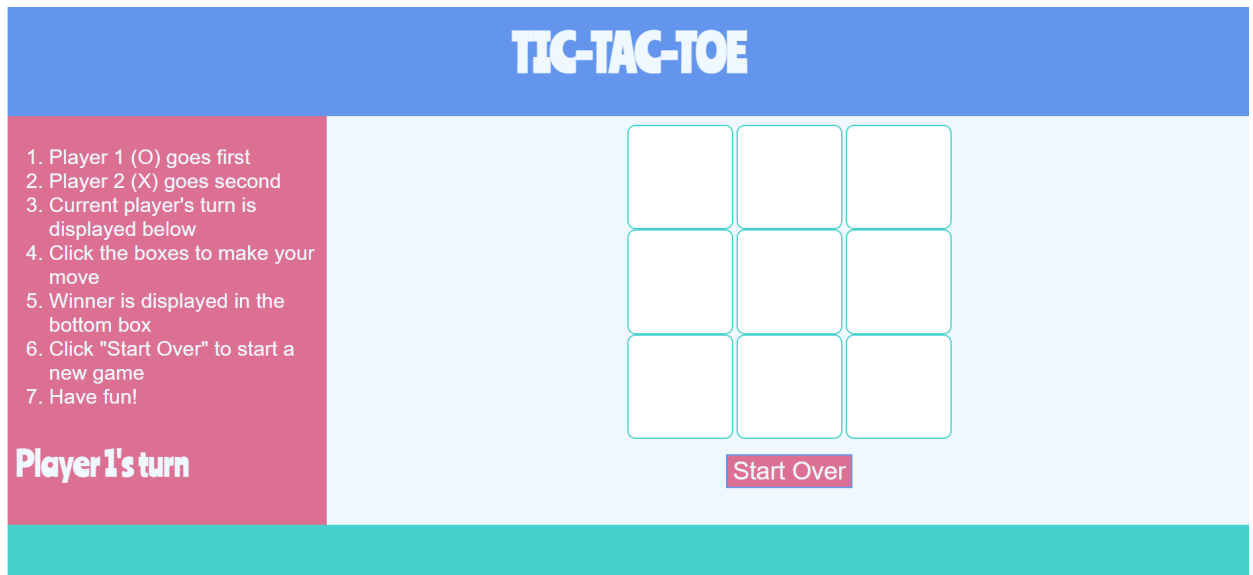 TIC-TAC-TOE
1. Player 1 (O) goes first
2. Player 2 (X) goes second
3. Current player's turn is
displayed below
4. Click the boxes to make your
move
5. Winner is displayed in the
bottom box
6. Click "Start Over" to start a
new game
7. Have fun!
Player 1's turn
Start Over